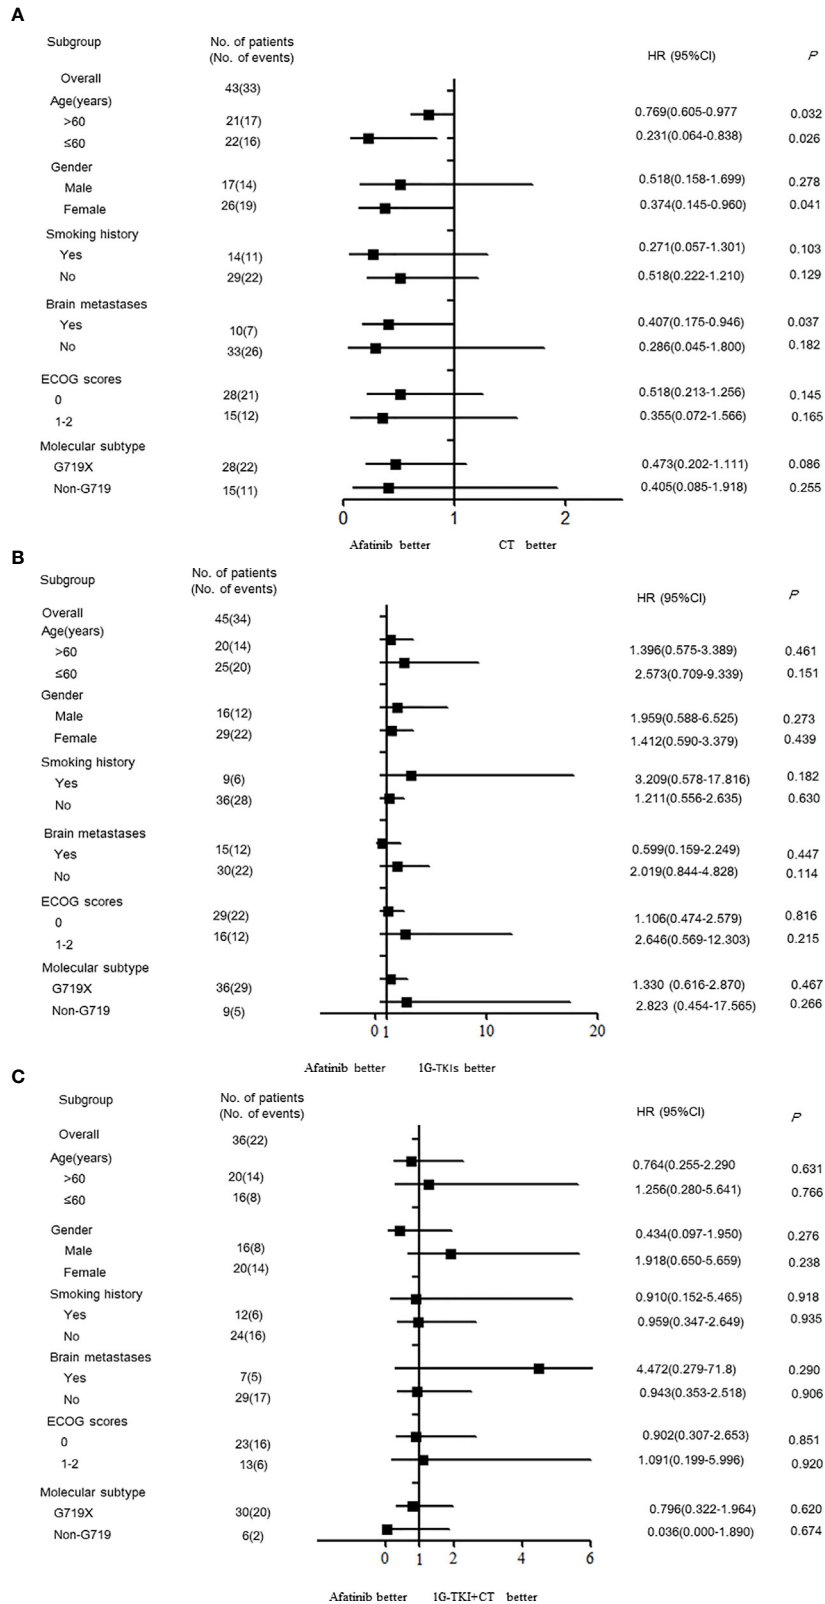 A
Subgroup No. of patients (No. of events) HR (95%CI) P
Overall 43(33)
Age(years)
>60 21(17) 0.769(0.605-0.977 0.032
≤60 22(16) 0.231(0.064-0.838) 0.026
Gender
Male 17(14) 0.518(0.158-1.699) 0.278
Female 26(19) 0.374(0.145-0.960) 0.041
Smoking history
Yes 14(11) 0.271(0.057-1.301) 0.103
No 29(22) 0.518(0.222-1.210) 0.129
Brain metastases
Yes 10(7) 0.407(0.175-0.946) 0.037
No 33(26) 0.286(0.045-1.800) 0.182
ECOG scores
0 28(21) 0.518(0.213-1.256) 0.145
1-2 15(12) 0.355(0.072-1.566) 0.165
Molecular subtype
G719X 28(22) 0.473(0.202-1.111) 0.086
Non-G719 15(11) 0.405(0.085-1.918) 0.255
0 1 2
Afatinib better CT better
B
Subgroup No. of patients (No. of events) HR (95%CI) P
Overall 45(34)
Age(years)
>60 20(14) 1.396(0.575-3.389) 0.461
≤60 25(20) 2.573(0.709-9.339) 0.151
Gender
Male 16(12) 1.959(0.588-6.525) 0.273
Female 29(22) 1.412(0.590-3.379) 0.439
Smoking history
Yes 9(6) 3.209(0.578-17.816) 0.182
No 36(28) 1.211(0.556-2.635) 0.630
Brain metastases
Yes 15(12) 0.599(0.159-2.249) 0.447
No 30(22) 2.019(0.844-4.828) 0.114
ECOG scores
0 29(22) 1.106(0.474-2.579) 0.816
1-2 16(12) 2.646(0.569-12.303) 0.215
Molecular subtype
G719X 36(29) 1.330 (0.616-2.870) 0.467
Non-G719 9(5) 2.823 (0.454-17.565) 0.266
0 1 10 20
Afatinib better 1G-TKIs better
C
Subgroup No. of patients (No. of events) HR (95%CI) P
Overall 36(22)
Age(years)
>60 20(14) 0.764(0.255-2.290 0.631
≤60 16(8) 1.256(0.280-5.641) 0.766
Gender
Male 16(8) 0.434(0.097-1.950) 0.276
Female 20(14) 1.918(0.650-5.659) 0.238
Smoking history
Yes 12(6) 0.910(0.152-5.465) 0.918
No 24(16) 0.959(0.347-2.649) 0.935
Brain metastases
Yes 7(5) 4.472(0.279-71.8) 0.290
No 29(17) 0.943(0.353-2.518) 0.906
ECOG scores
0 23(16) 0.902(0.307-2.653) 0.851
1-2 13(6) 1.091(0.199-5.996) 0.920
Molecular subtype
G719X 30(20) 0.796(0.322-1.964) 0.620
Non-G719 6(2) 0.036(0.000-1.890) 0.674
0 1 2 4 6
Afatinib better 1G-TKI+CT better